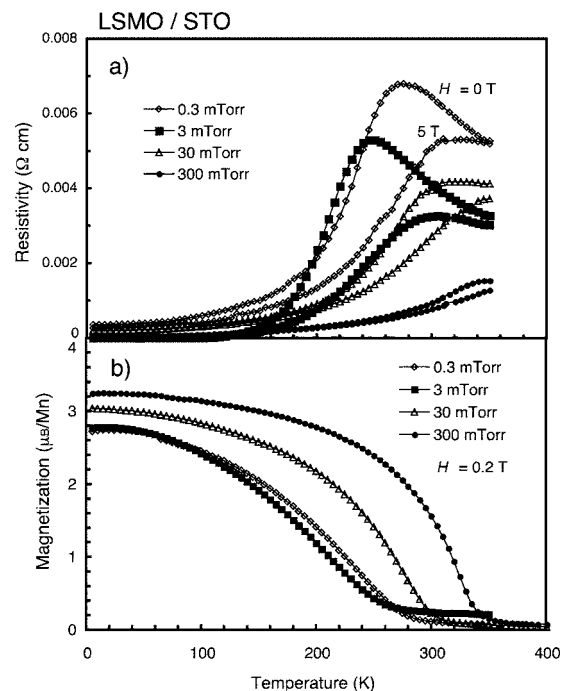 LSMO / STO
0.008
a)
H = 0 T
0.3 mTorr
5 T
3 mTorr
30 mTorr
300 mTorr
0.006
0.004
0.002
0
Resistivity (Ω cm)
4
b)
0.3 mTorr
3 mTorr
30 mTorr
300 mTorr
H = 0.2 T
3
2
1
0
Magnetization (μB/Mn)
0 100 200 300 400
Temperature (K)